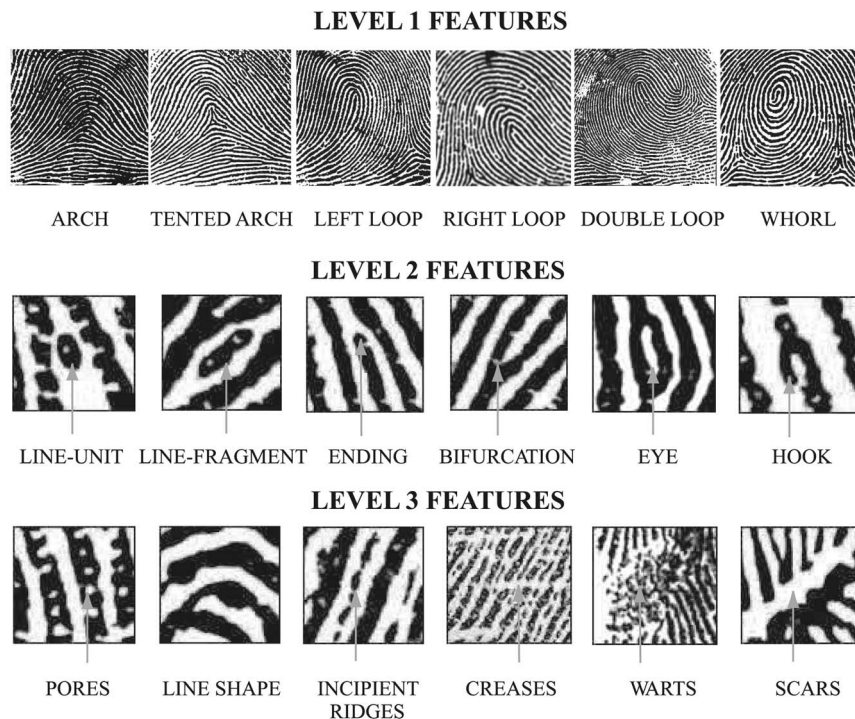 LEVEL 1 FEATURES
ARCH TENTED ARCH LEFT LOOP RIGHT LOOP DOUBLE LOOP WHORL
LEVEL 2 FEATURES
LINE-UNIT LINE-FRAGMENT ENDING BIFURCATION EYE HOOK
LEVEL 3 FEATURES
PORES LINE SHAPE INCIPIENT RIDGES CREASES WARTS SCARS